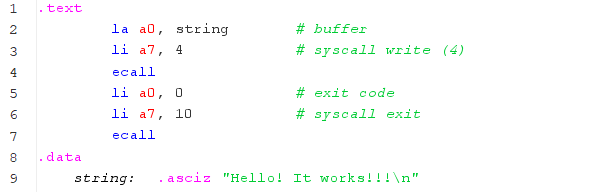 1 .text
2 la a0, string # buffer
3 li a7, 4 # syscall write (4)
4 ecall
5 li a0, 0 # exit code
6 li a7, 10 # syscall exit
7 ecall
8 .data
9 string: .asciz "Hello! It works!!!\n"